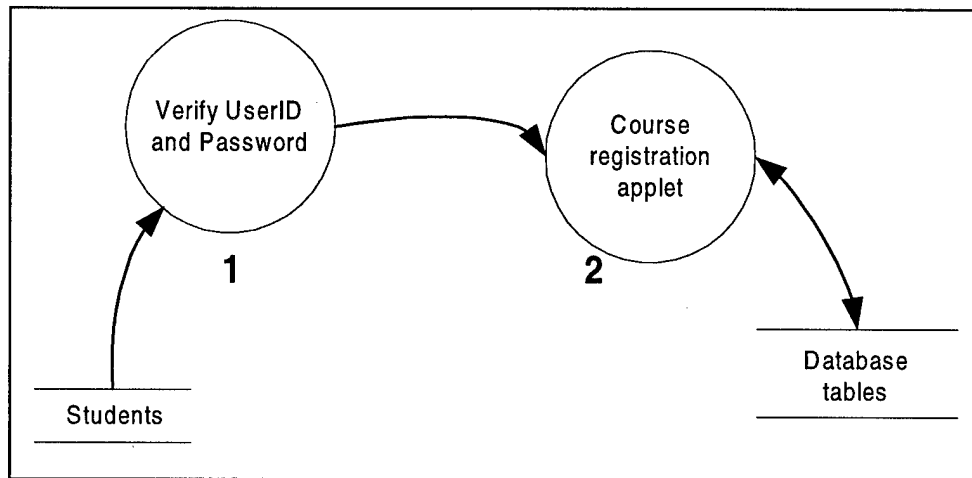 Verify UserID
and Password
1
Course
registration
applet
2
Students
Database
tables